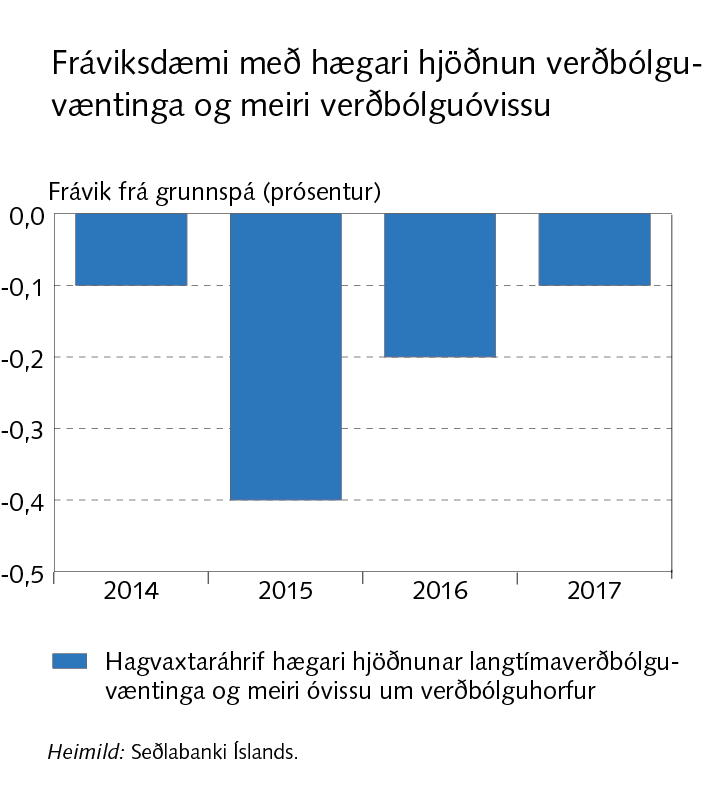 Fráviksdæmi með hægari hjöðnun verðbólgu-
væntinga og meiri verðbólguóvissu
Frávik frá grunnspá (prósentur)
0,0
-0,1
-0,2
-0,3
-0,4
-0,5
2014 2015 2016 2017
Hagvaxtaráhrif hægari hjöðnunar langtímaverðbólgu-
væntinga og meiri óvissu um verðbólguhorfur
Heimild: Seðlabanki Íslands.